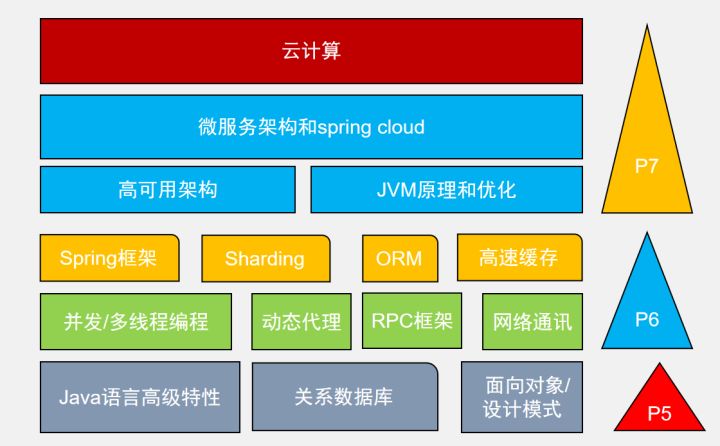 云计算
微服务架构和spring cloud
高可用架构
JVM原理和优化
P7
Spring框架
Sharding
ORM
高速缓存
并发/多线程编程
动态代理
RPC框架
网络通讯
P6
Java语言高级特性
关系数据库
面向对象/
设计模式
P5